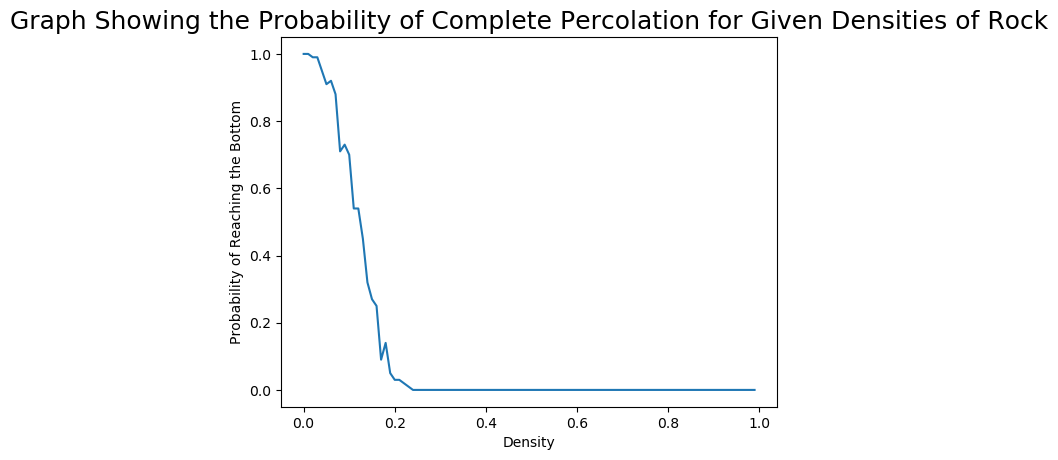 Graph Showing the Probability of Complete Percolation for Given Densities of Rock
1.0
0.8
0.6
0.4
0.2
0.0
Probability of Reaching the Bottom
0.0 0.2 0.4 0.6 0.8 1.0
Density